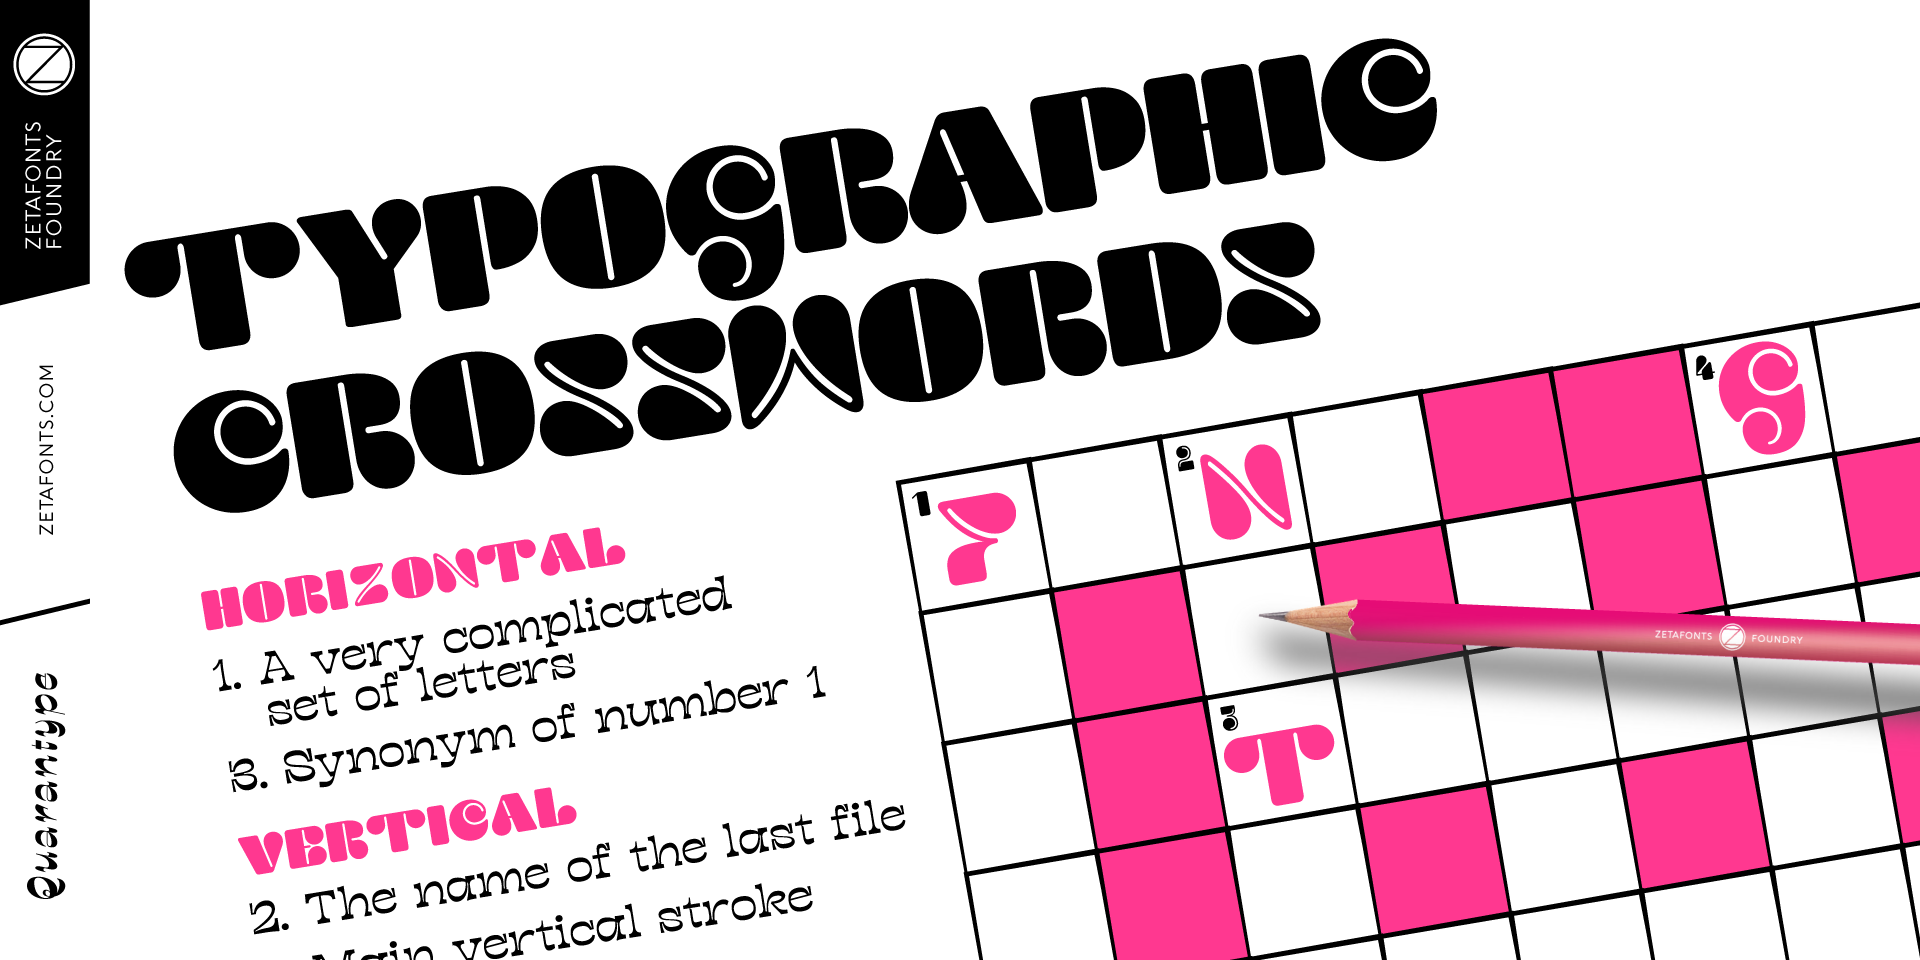 ZETAFONTS
FOUNDRY
ZETAFONTS.COM
Quarantype
TYPOGRAPHIC
CROSSWORDS
HORIZONTAL
1. A very complicated
set of letters
3. Synonym of number 1
VERTICAL
2. The name of the last file
Main vertical stroke
1
2 N
4 G
3 T
ZETAFONTS FOUNDRY